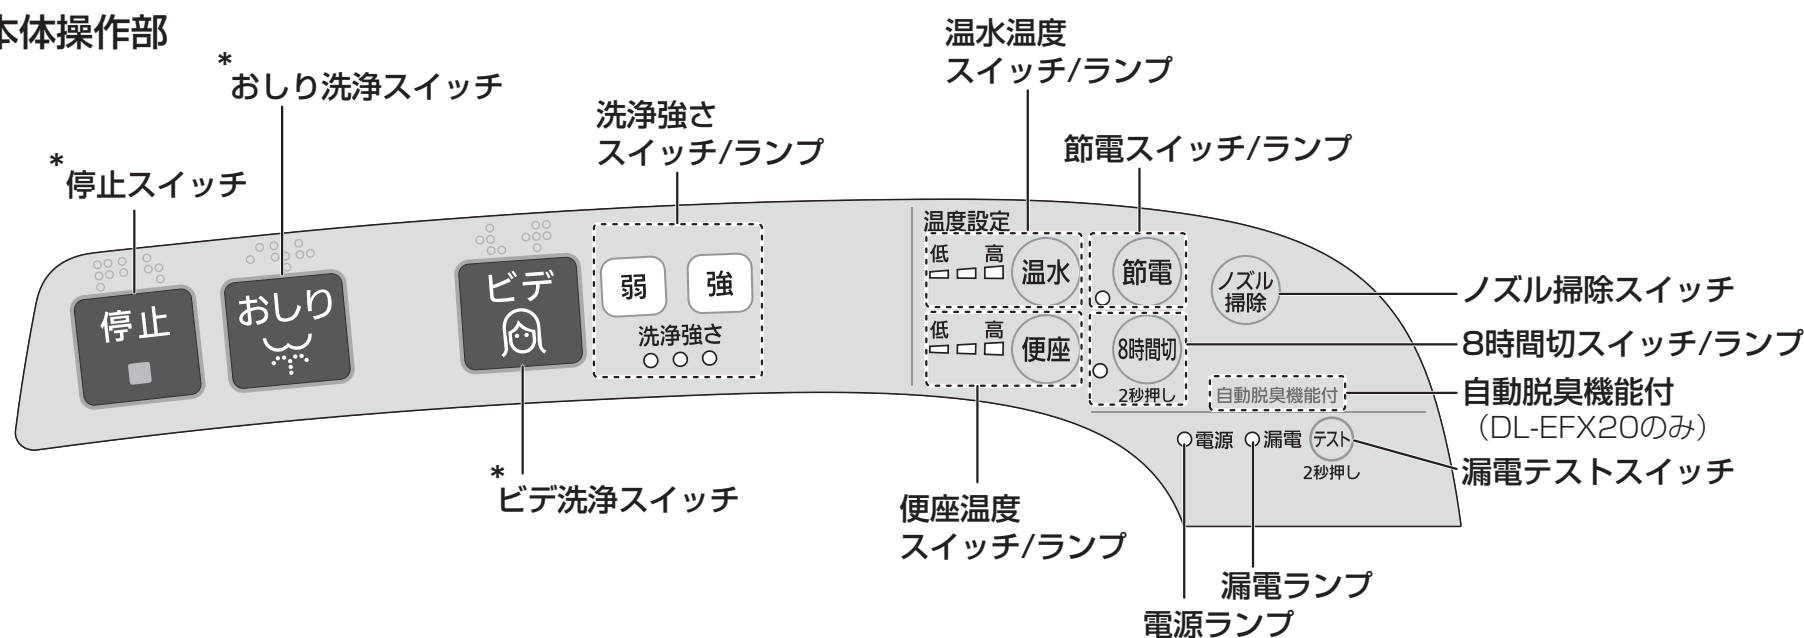 本体操作部
*
おしり洗浄スイッチ
*
停止スイッチ
洗浄強さ
スイッチ/ランプ
温水温度
スイッチ/ランプ
節電スイッチ/ランプ
停止
おしり
ビデ
弱 強
洗浄強さ
温度設定
低 高
温水
節電
ノズル
掃除
低 高
便座
8時間切
2秒押し
自動脱臭機能付
電源 漏電 テスト
2秒押し
ノズル掃除スイッチ
8時間切スイッチ/ランプ
自動脱臭機能付
（DL-EFX20のみ）
漏電テストスイッチ
*
ビデ洗浄スイッチ
便座温度
スイッチ/ランプ
漏電ランプ
電源ランプ